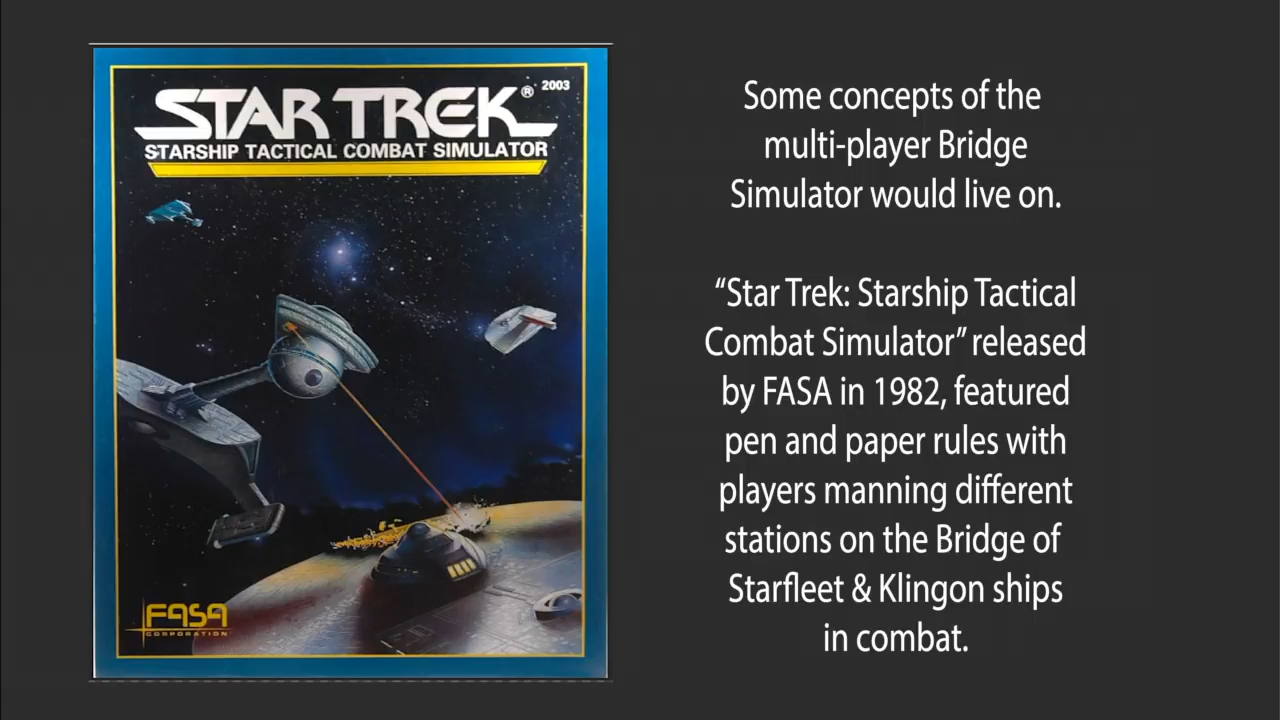 STAR TREK® 2003
STARSHIP TACTICAL COMBAT SIMULATOR
FASA
CORPORATION
Some concepts of the
multi-player Bridge
Simulator would live on.
“Star Trek: Starship Tactical
Combat Simulator” released
by FASA in 1982, featured
pen and paper rules with
players manning different
stations on the Bridge of
Starfleet & Klingon ships
in combat.